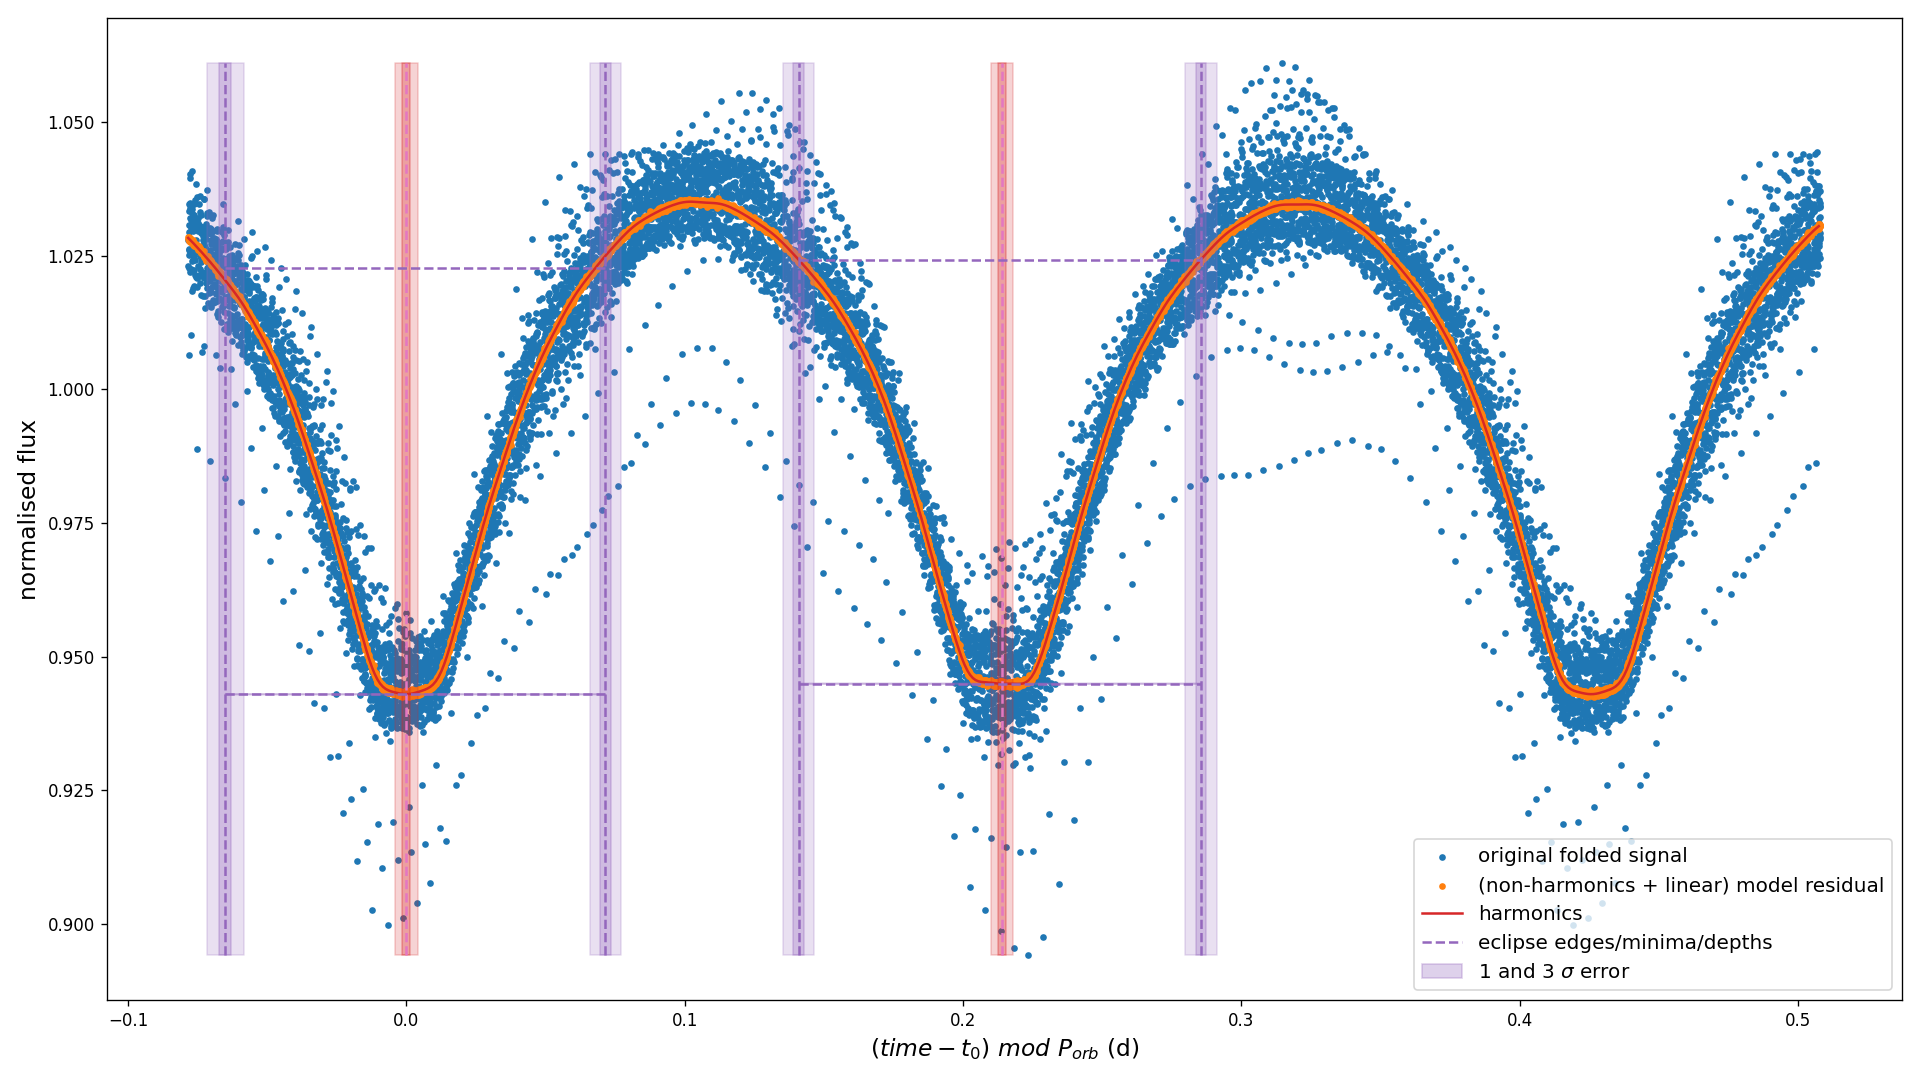 normalised flux
1.050
1.025
1.000
0.975
0.950
0.925
0.900
−0.1
0.0
0.1
0.2
0.3
0.4
0.5
(time − t₀) mod Pₒᵣb (d)
original folded signal
(non-harmonics + linear) model residual
harmonics
eclipse edges/minima/depths
1 and 3 σ error